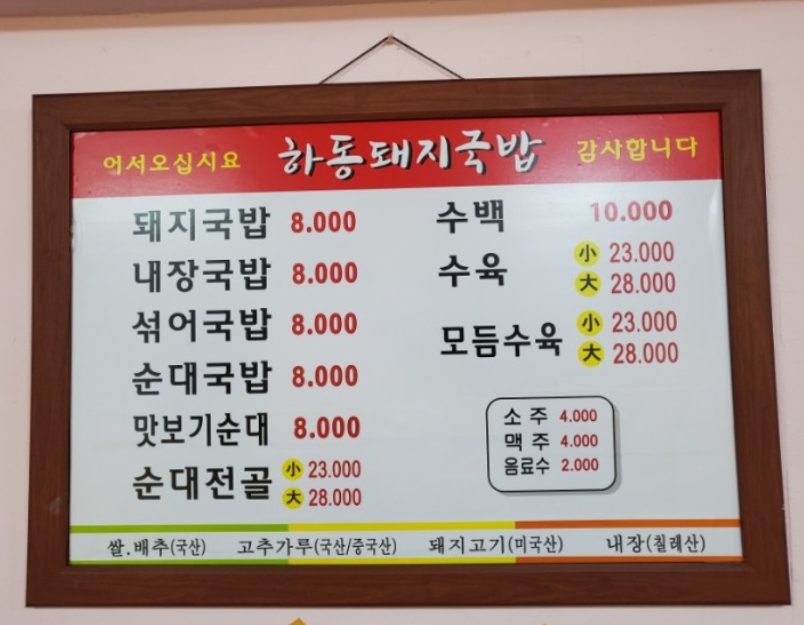 어서오십시요 하동돼지국밥 감사합니다
돼지국밥 8.000
내장국밥 8.000
섞어국밥 8.000
순대국밥 8.000
맛보기순대 8.000
순대전골 小 23.000
大 28.000
수백 10.000
수육 小 23.000
大 28.000
모듬수육 小 23.000
大 28.000
소주 4.000
맥주 4.000
음료수 2.000
쌀.배추(국산) 고추가루(국산/중국산) 돼지고기(미국산) 내장(칠레산)